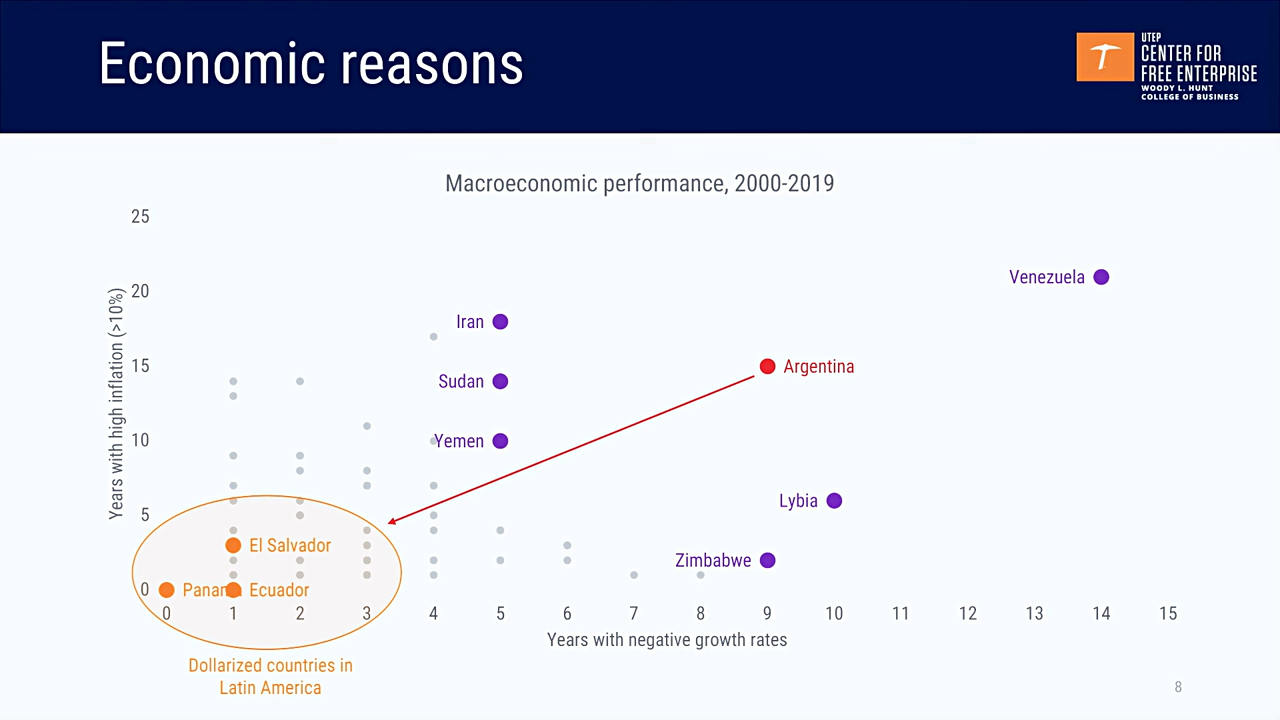 Economic reasons
UTEP
CENTER FOR
FREE ENTERPRISE
WOODY L. HUNT
COLLEGE OF BUSINESS
Macroeconomic performance, 2000-2019
Years with high inflation (>10%)
25
20
15
10
5
0
Venezuela
Iran
Argentina
Sudan
Yemen
Lybia
Zimbabwe
El Salvador
Panama
Ecuador
0 1 2 3 4 5 6 7 8 9 10 11 12 13 14 15
Years with negative growth rates
Dollarized countries in
Latin America
8